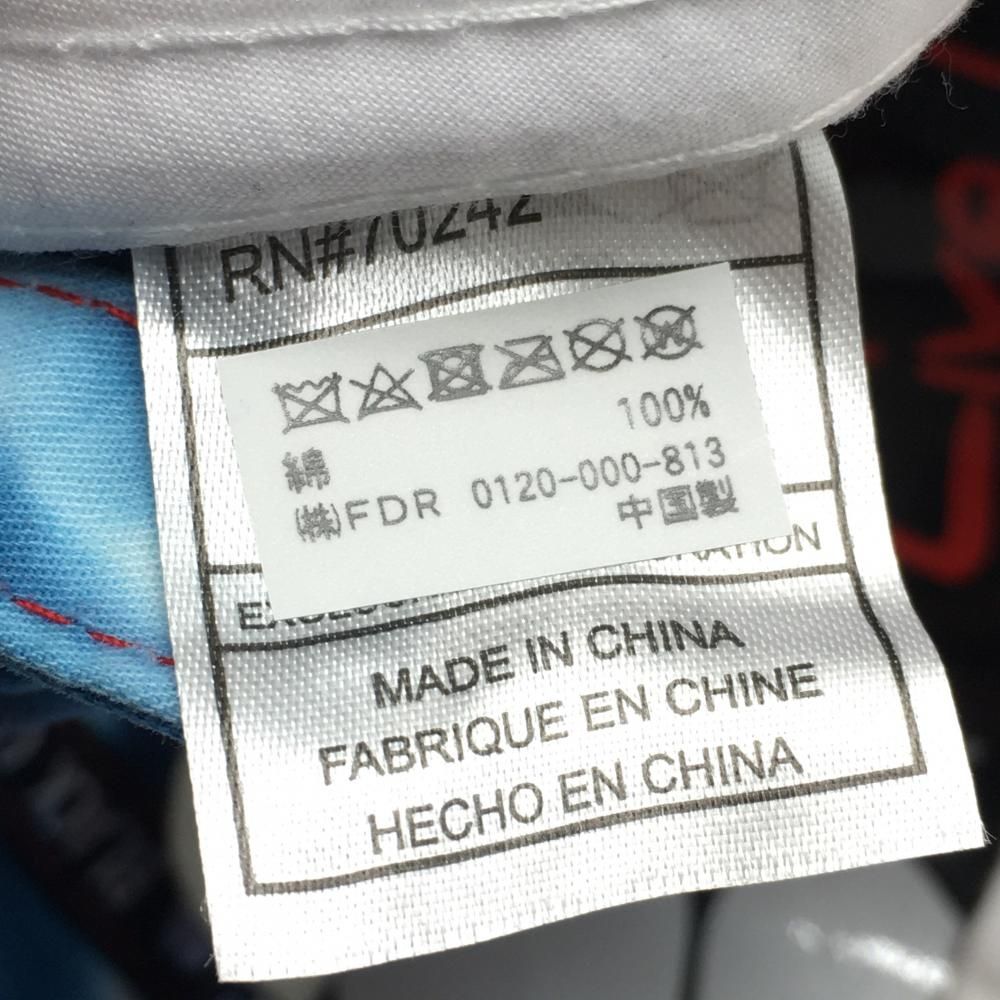 RN#70242
100%
綿
㈱FDR 0120-000-813
中国製
MADE IN CHINA
FABRIQUE EN CHINE
HECHO EN CHINA